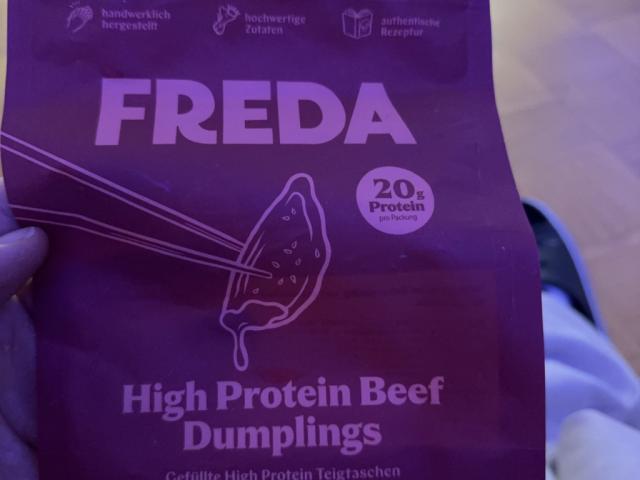 handwerklich
hergestellt
hochwertige
Zutaten
authentische
Rezeptur
FREDA
20g
Protein
pro Packung
High Protein Beef
Dumplings
Gefüllte High Protein Teigtaschen